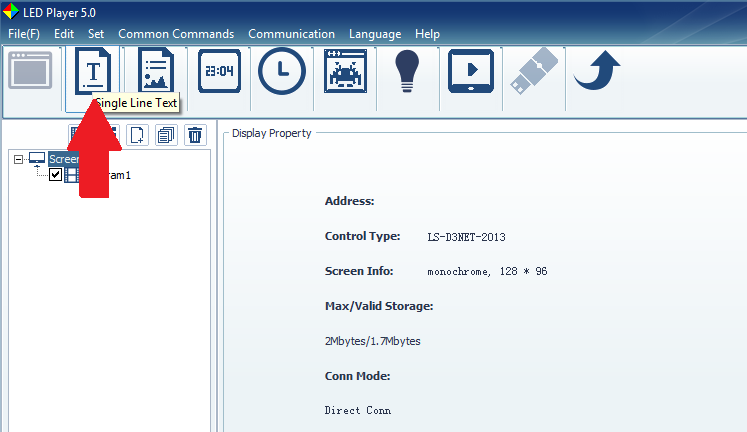 LED Player 5.0
File(F) Edit Set Common Commands Communication Language Help
T
23:04
Single Line Text
Display Property
Screen
ram1
Address:
Control Type: LS-D3NET-2013
Screen Info: monochrome, 128 * 96
Max/Valid Storage:
2Mbytes/1.7Mbytes
Conn Mode:
Direct Conn